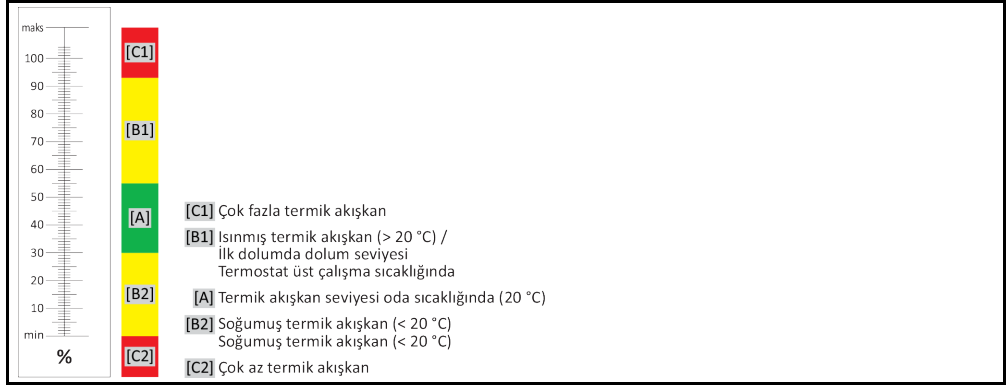 maks
100
90
80
70
60
50
40
30
20
10
min
%
[C1]
[B1]
[A]
[B2]
[C2]
[C1] Çok fazla termik akışkan
[B1] Isınmış termik akışkan (> 20 °C) /
İlk dolumda dolum seviyesi
Termostat üst çalışma sıcaklığında
[A] Termik akışkan seviyesi oda sıcaklığında (20 °C)
[B2] Soğumuş termik akışkan (< 20 °C)
Soğumuş termik akışkan (< 20 °C)
[C2] Çok az termik akışkan